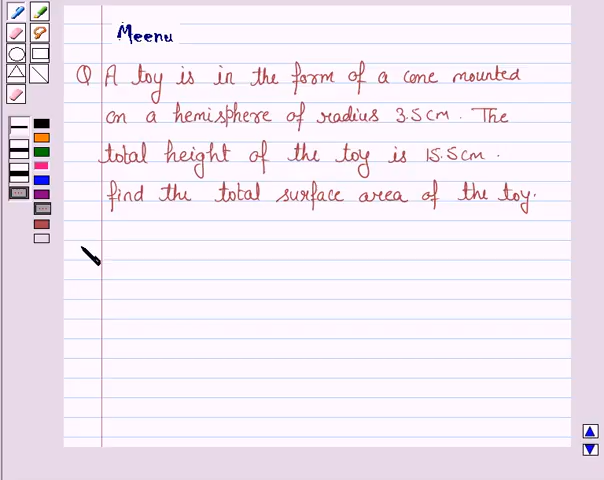 Meenu
Q A toy is in the form of a cone mounted
on a hemisphere of radius 3.5cm. The
total height of the toy is 15.5cm.
find the total surface area of the toy.